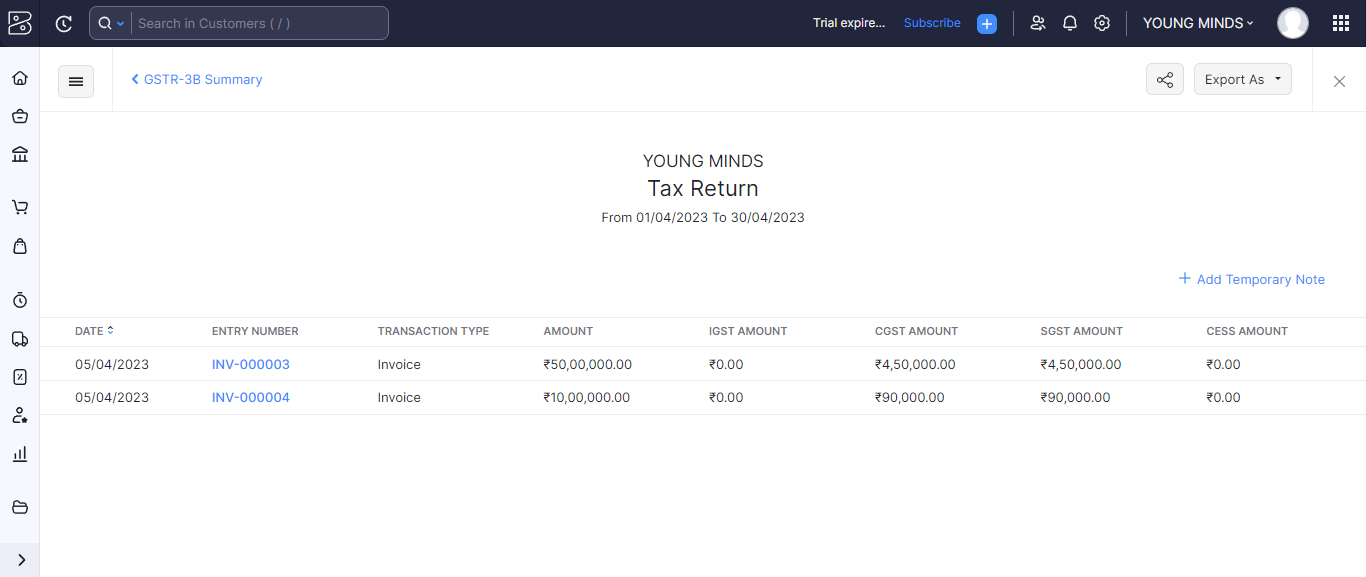 Search in Customers ( / )
Trial expire... Subscribe YOUNG MINDS
GSTR-3B Summary
Export As
YOUNG MINDS
Tax Return
From 01/04/2023 To 30/04/2023
Add Temporary Note
DATE ENTRY NUMBER TRANSACTION TYPE AMOUNT IGST AMOUNT CGST AMOUNT SGST AMOUNT CESS AMOUNT
05/04/2023 INV-000003 Invoice ₹50,00,000.00 ₹0.00 ₹4,50,000.00 ₹4,50,000.00 ₹0.00
05/04/2023 INV-000004 Invoice ₹10,00,000.00 ₹0.00 ₹90,000.00 ₹90,000.00 ₹0.00